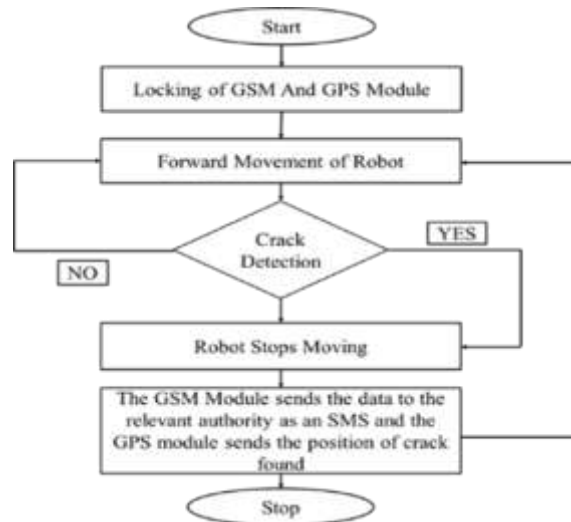 Start
Locking of GSM And GPS Module
Forward Movement of Robot
Crack
Detection
YES
NO
Robot Stops Moving
The GSM Module sends the data to the
relevant authority as an SMS and the
GPS module sends the position of crack
found
Stop